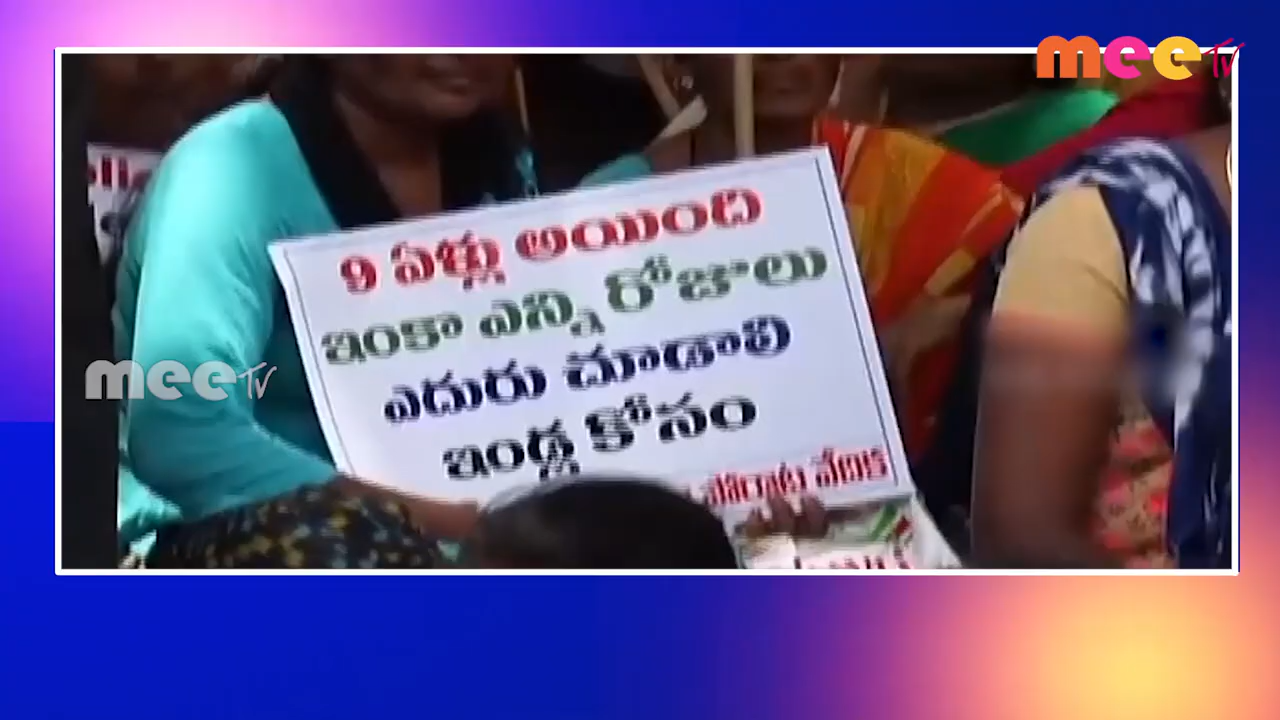 mee TV
9 ఏళ్లు అయింది
ఇంకా ఎన్ని రోజులు
ఎదురు చూడాలి
ఇండ్ల కోసం
పోరాట వేదిక
mee TV